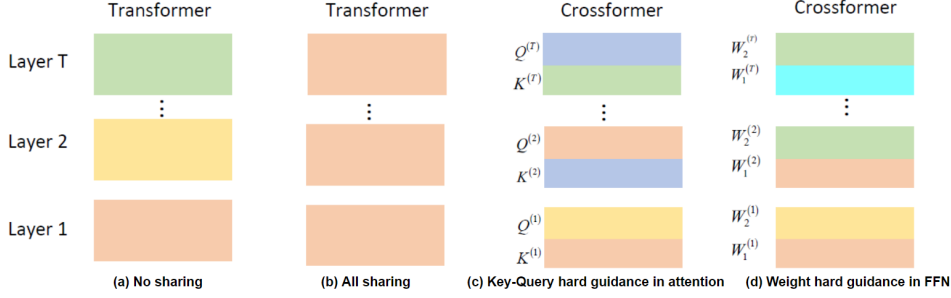 Transformer
Transformer
Crossformer
Crossformer
Layer T
Q^(T)
K^(T)
W_2^(T)
W_1^(T)
Layer 2
Q^(2)
K^(2)
W_2^(2)
W_1^(2)
Layer 1
Q^(1)
K^(1)
W_2^(1)
W_1^(1)
(a) No sharing
(b) All sharing
(c) Key-Query hard guidance in attention
(d) Weight hard guidance in FFN